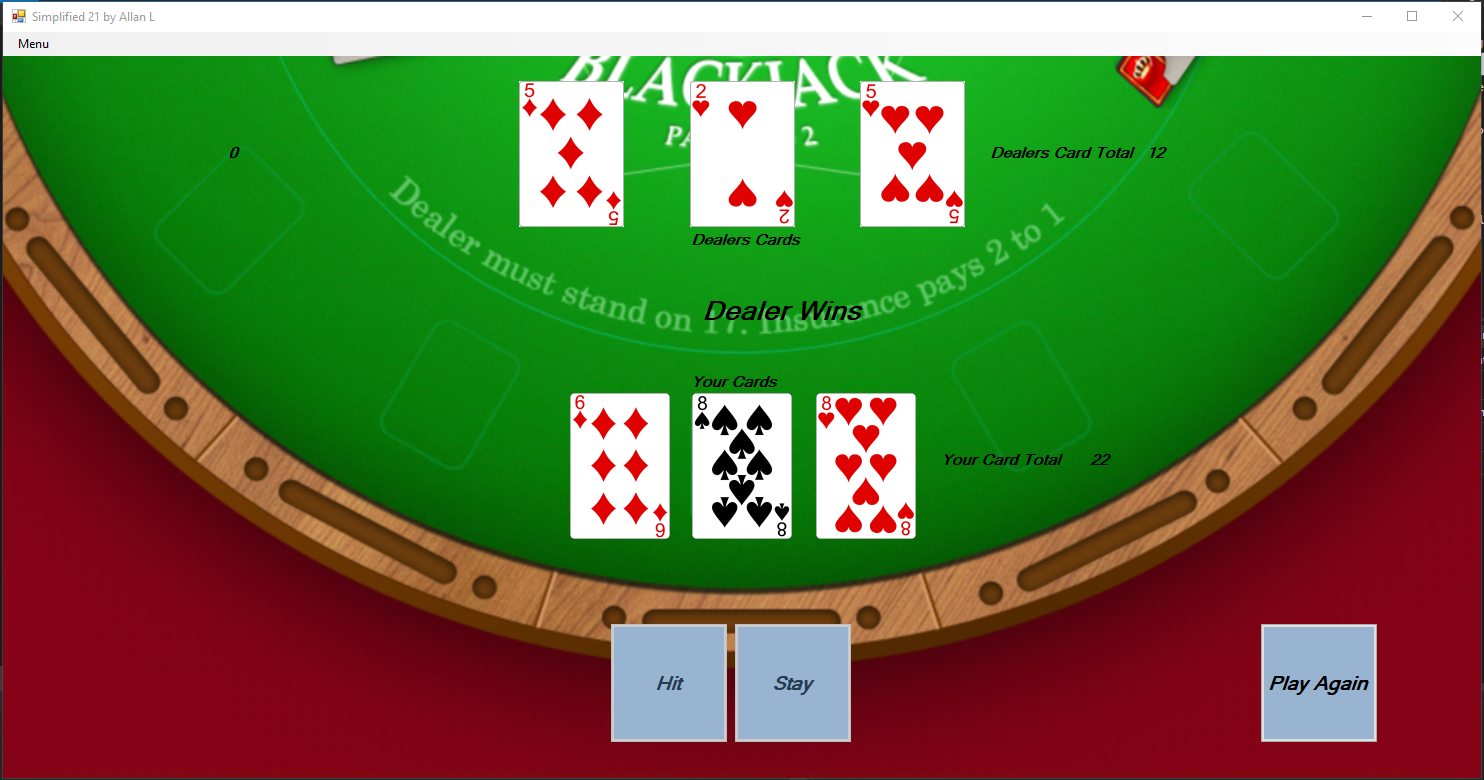 Simplified 21 by Allan L
Menu
BLACKJACK
5
5
2
2
5
5
0
2
Dealers Card Total 12
Dealers Cards
Dealer must stand on 17. Insurance pays 2 to 1
Dealer Wins
Your Cards
6
6
8
8
8
8
Your Card Total 22
Hit
Stay
Play Again